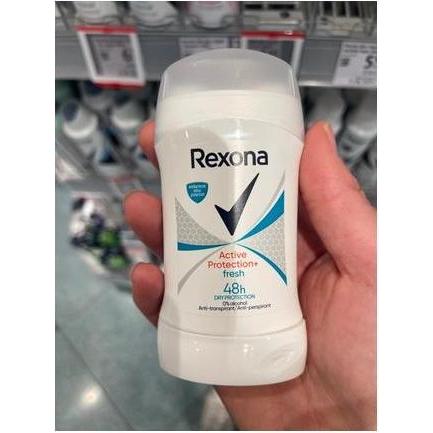 Rexona
Active
Protection+
fresh
48h
DRY PROTECTION
0% alcohol
Anti-transpirant/Anti-perspirant